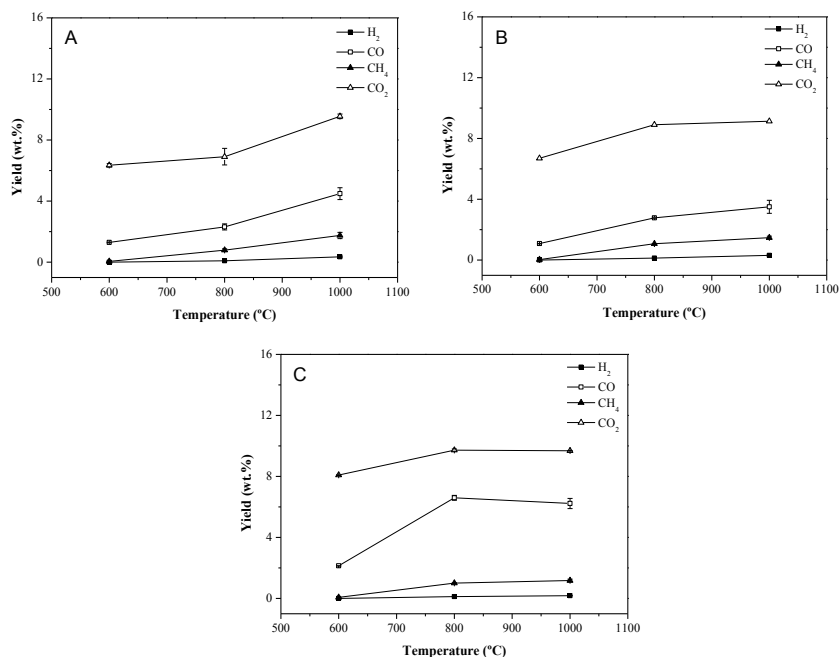 A
H₂
CO
CH₄
CO₂
16
12
8
4
0
Yield (wt.%)
500 600 700 800 900 1000 1100
Temperature (ºC)
B
H₂
CO
CH₄
CO₂
16
12
8
4
0
Yield (wt.%)
500 600 700 800 900 1000 1100
Temperature (ºC)
C
H₂
CO
CH₄
CO₂
16
12
8
4
0
Yield (wt.%)
500 600 700 800 900 1000 1100
Temperature (ºC)